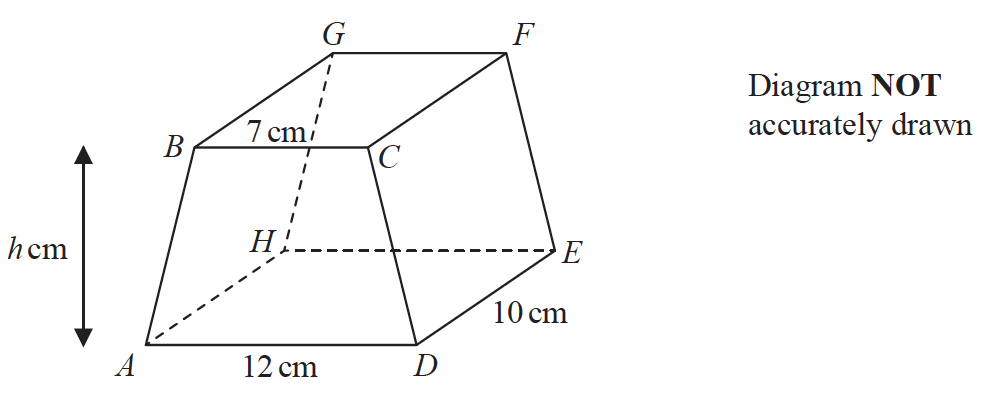 G
F
Diagram NOT
accurately drawn
7 cm
B
C
h cm
H
E
10 cm
A
12 cm
D